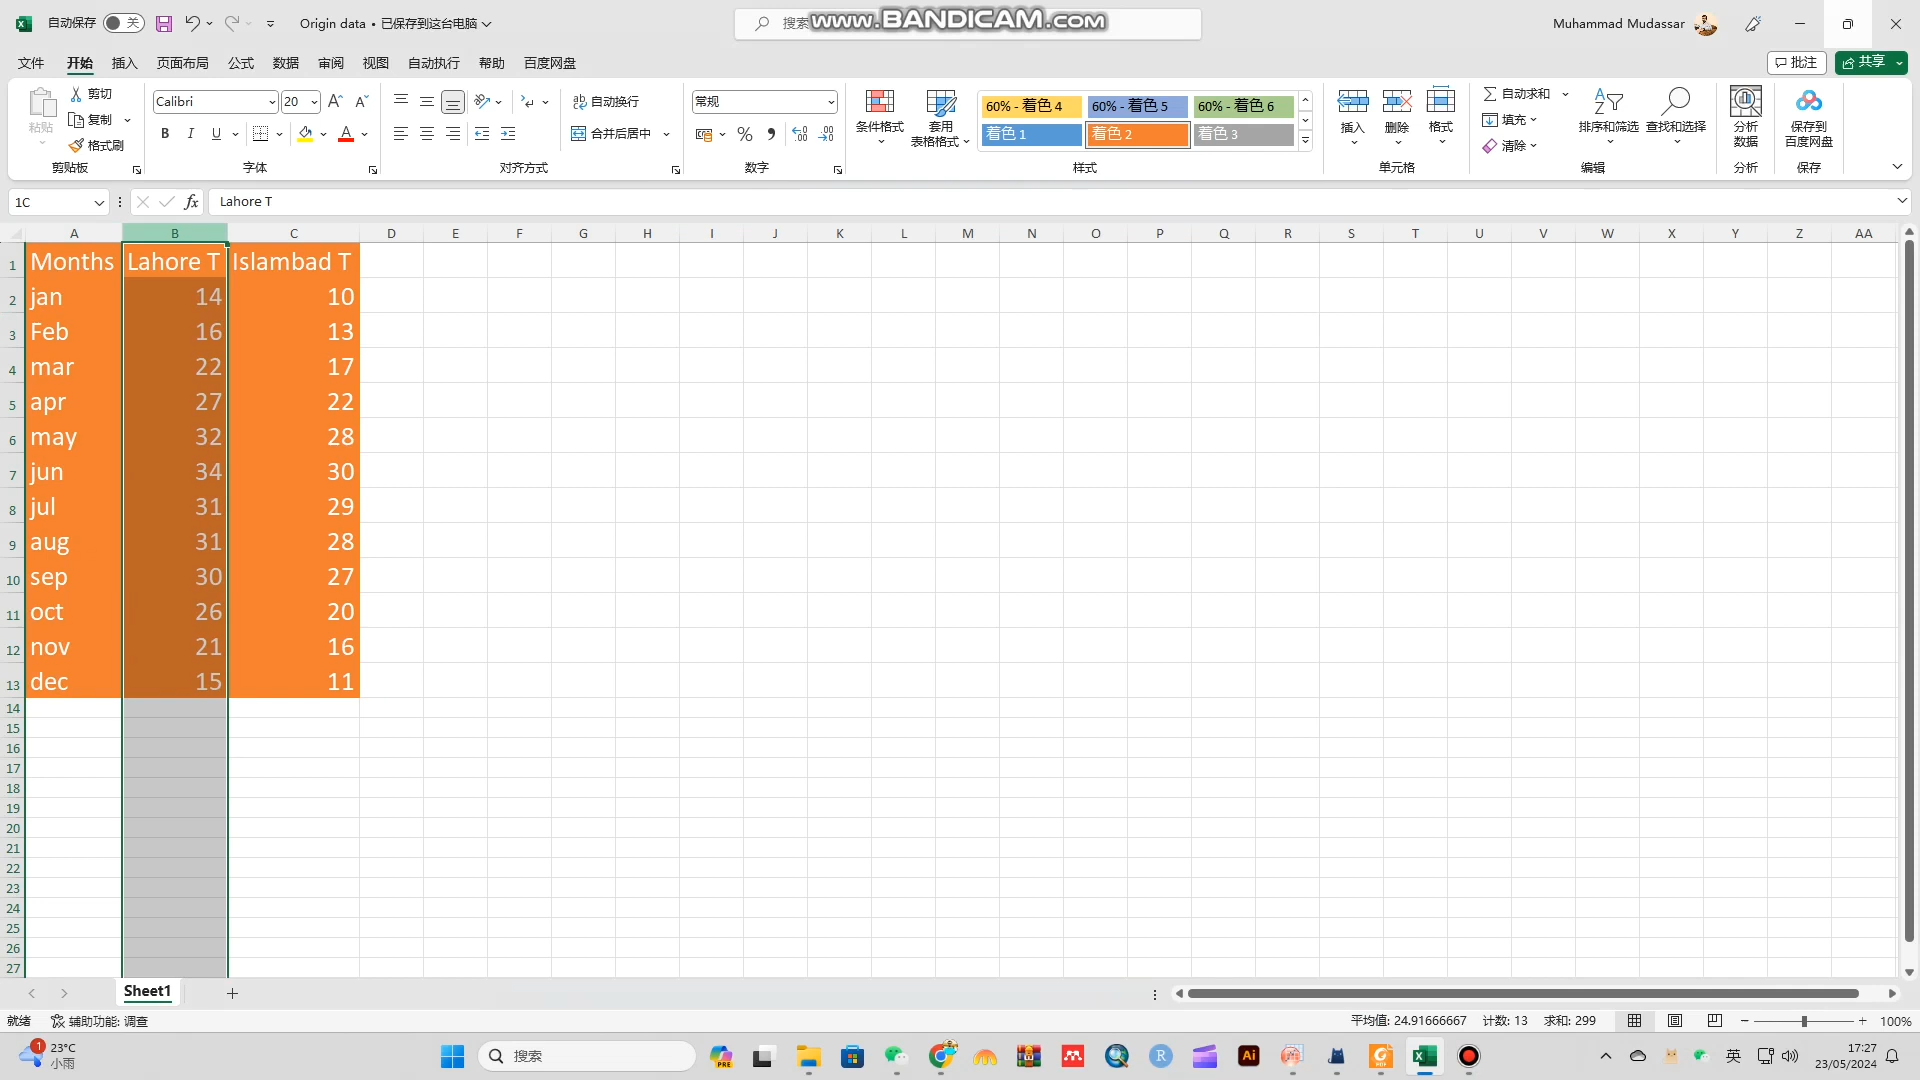 自动保存 关 Origin data • 已保存到这台电脑 搜索 www.BANDICAM.com Muhammad Mudassar
文件 开始 插入 页面布局 公式 数据 审阅 视图 自动执行 帮助 百度网盘 批注 共享
粘贴 剪切 复制 格式刷 剪贴板
Calibri 20 B I U A 字体
自动换行 合并后居中 对齐方式
常规 % 数字
条件格式 套用 表格格式
60% - 着色 4 60% - 着色 5 60% - 着色 6
着色 1 着色 2 着色 3
样式
插入 删除 格式 单元格
自动求和 填充 清除 排序和筛选 查找和选择 编辑
分析 数据 分析
保存到 百度网盘 保存
1C fx Lahore T
A B C D E F G H I J K L M N O P Q R S T U V W X Y Z AA
1 Months Lahore T Islambad T
2 jan 14 10
3 Feb 16 13
4 mar 22 17
5 apr 27 22
6 may 32 28
7 jun 34 30
8 jul 31 29
9 aug 31 28
10 sep 30 27
11 oct 26 20
12 nov 21 16
13 dec 15 11
14
15
16
17
18
19
20
21
22
23
24
25
26
27
Sheet1
就绪 辅助功能: 调查 平均值: 24.91666667 计数: 13 求和: 299 100%
1 23°C 小雨 搜索 PRE R Ai 英 17:27
23/05/2024